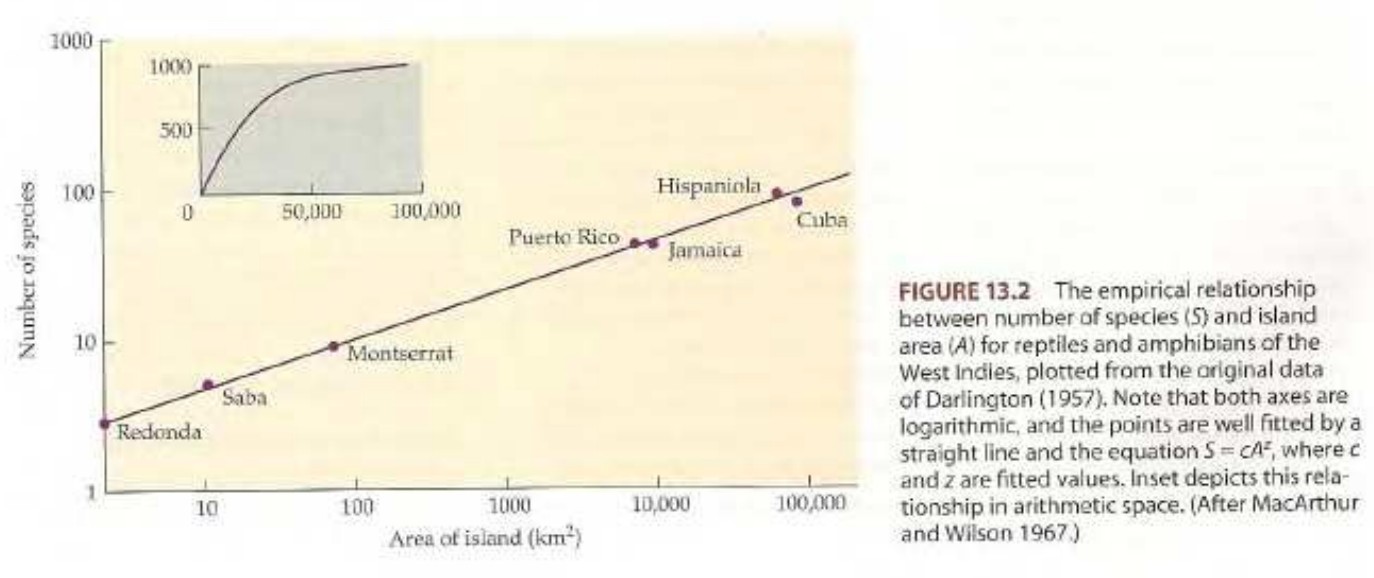 1000
1000
500
0
50,000
100,000
100
10
1
Number of species
Hispaniola
Cuba
Puerto Rico
Jamaica
Montserrat
Saba
Redonda
10
100
1000
10,000
100,000
Area of island (km²)
FIGURE 13.2 The empirical relationship
between number of species (S) and island
area (A) for reptiles and amphibians of the
West Indies, plotted from the original data
of Darlington (1957). Note that both axes are
logarithmic, and the points are well fitted by a
straight line and the equation S = cAᶻ, where c
and z are fitted values. Inset depicts this rela-
tionship in arithmetic space. (After MacArthur
and Wilson 1967.)